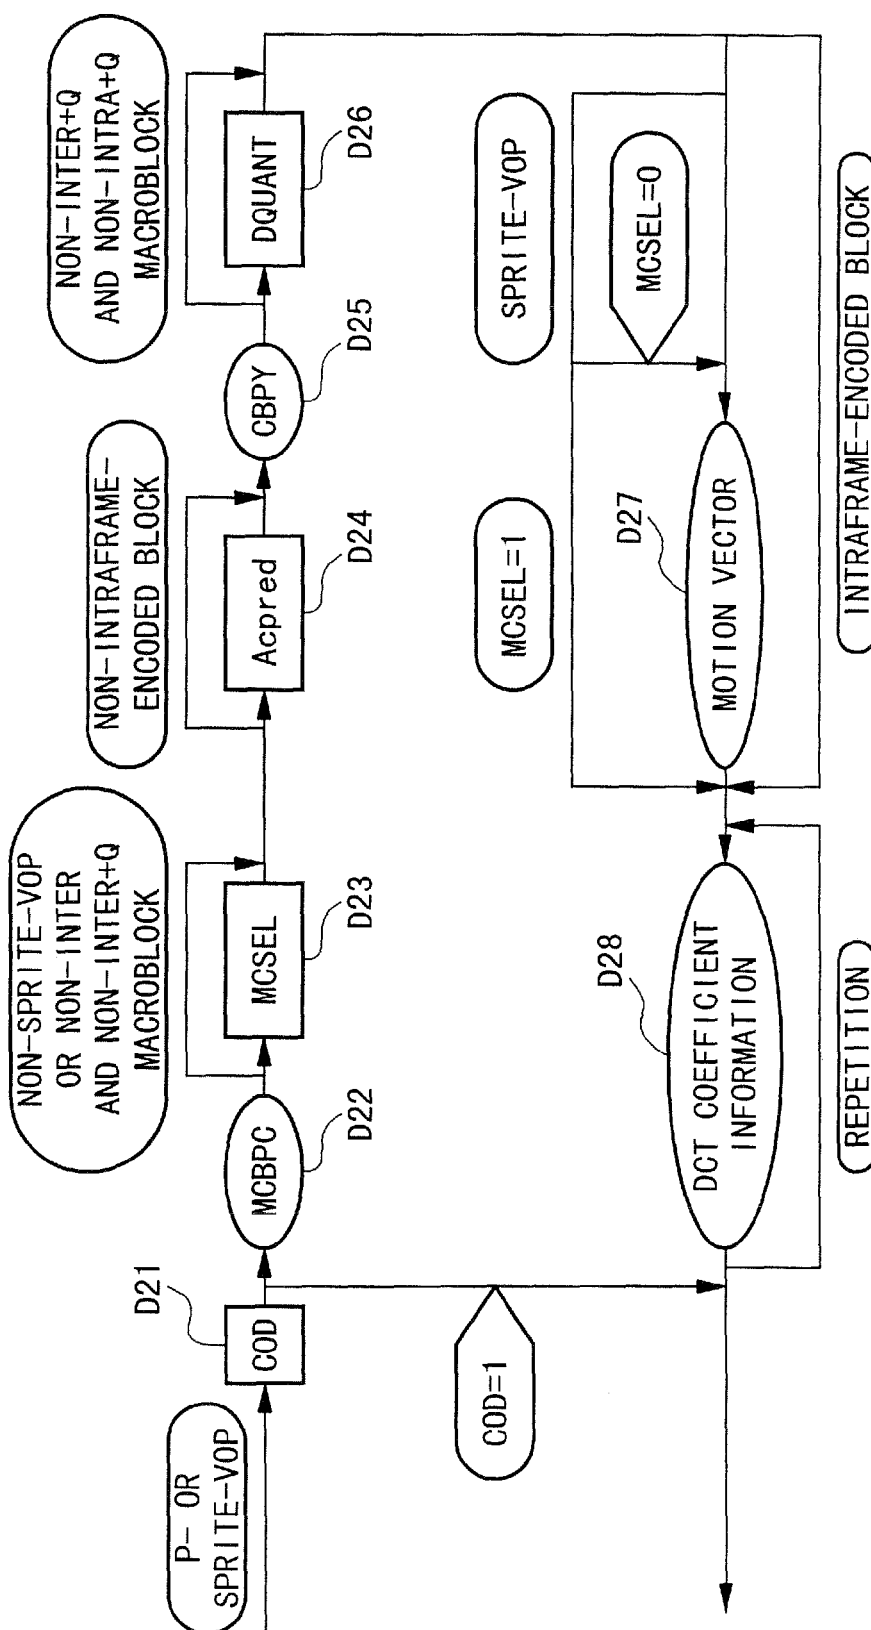 P- OR
SPRITE-VOP
COD
D21
COD=1
MCBPC
D22
NON-SPRITE-VOP
OR NON-INTER
AND NON-INTER+Q
MACROBLOCK
MCSEL
D23
NON-INTRAFRAME-
ENCODED BLOCK
Acpred
D24
CBPY
D25
NON-INTER+Q
AND NON-INTRA+Q
MACROBLOCK
DQUANT
D26
SPRITE-VOP
MCSEL=0
MCSEL=1
D27
MOTION VECTOR
INTRAFRAME-ENCODED BLOCK
D28
DCT COEFFICIENT
INFORMATION
REPETITION